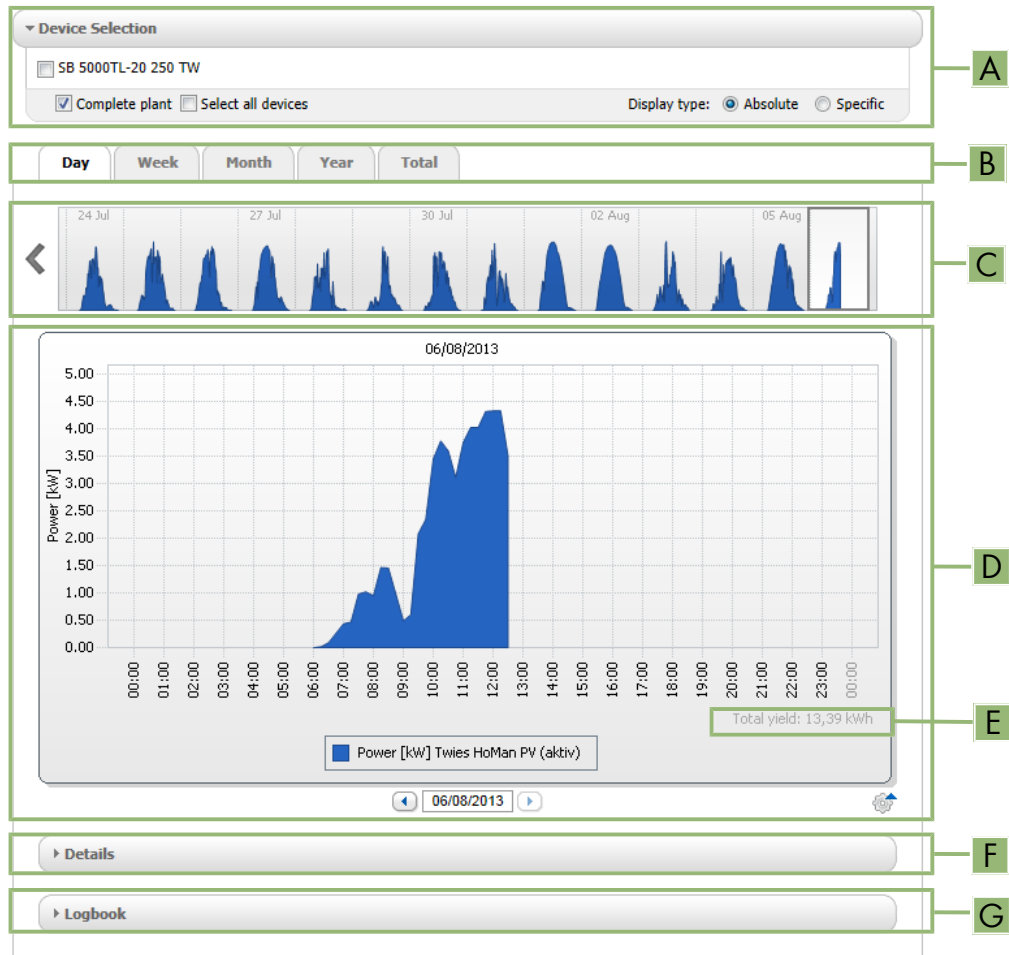 Device Selection
SB 5000TL-20 250 TW
Complete plant Select all devices Display type: Absolute Specific
A
Day Week Month Year Total
B
24 Jul 27 Jul 30 Jul 02 Aug 05 Aug
C
06/08/2013
5.00
4.50
4.00
3.50
3.00
2.50
2.00
1.50
1.00
0.50
0.00
Power [kW]
00:00 01:00 02:00 03:00 04:00 05:00 06:00 07:00 08:00 09:00 10:00 11:00 12:00 13:00 14:00 15:00 16:00 17:00 18:00 19:00 20:00 21:00 22:00 23:00 00:00
D
Total yield: 13,39 kWh
E
Power [kW] Twies HoMan PV (aktiv)
06/08/2013
Details
F
Logbook
G